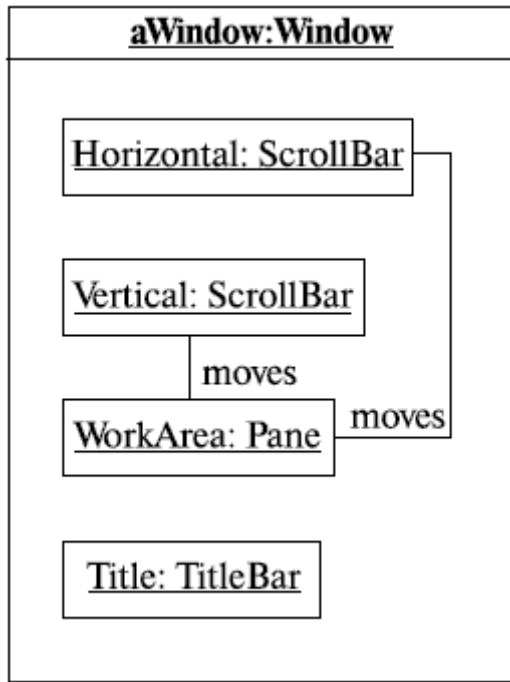 aWindow:Window
Horizontal: ScrollBar
Vertical: ScrollBar
moves
WorkArea: Pane
moves
Title: TitleBar